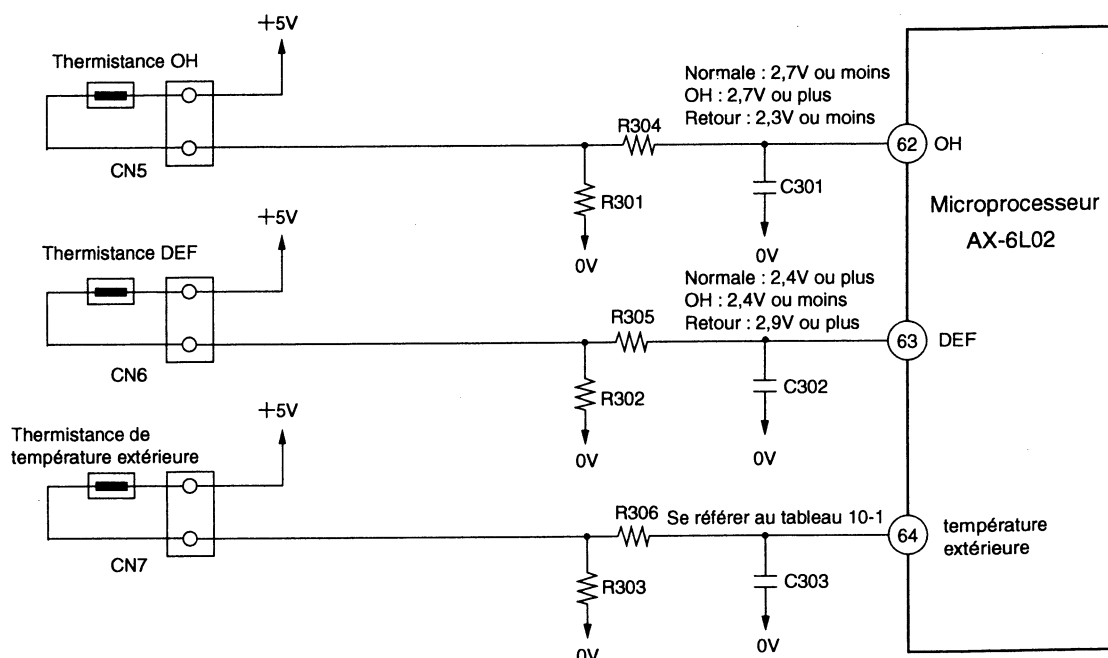 +5V
Thermistance OH
CN5
Normale : 2,7V ou moins
OH : 2,7V ou plus
Retour : 2,3V ou moins
R304
R301
C301
0V
0V
62
OH
Microprocesseur
AX-6L02
+5V
Thermistance DEF
CN6
Normale : 2,4V ou plus
OH : 2,4V ou moins
Retour : 2,9V ou plus
R305
R302
C302
0V
0V
63
DEF
+5V
Thermistance de
température extérieure
CN7
R306
Se référer au tableau 10-1
R303
C303
0V
0V
64
température
extérieure